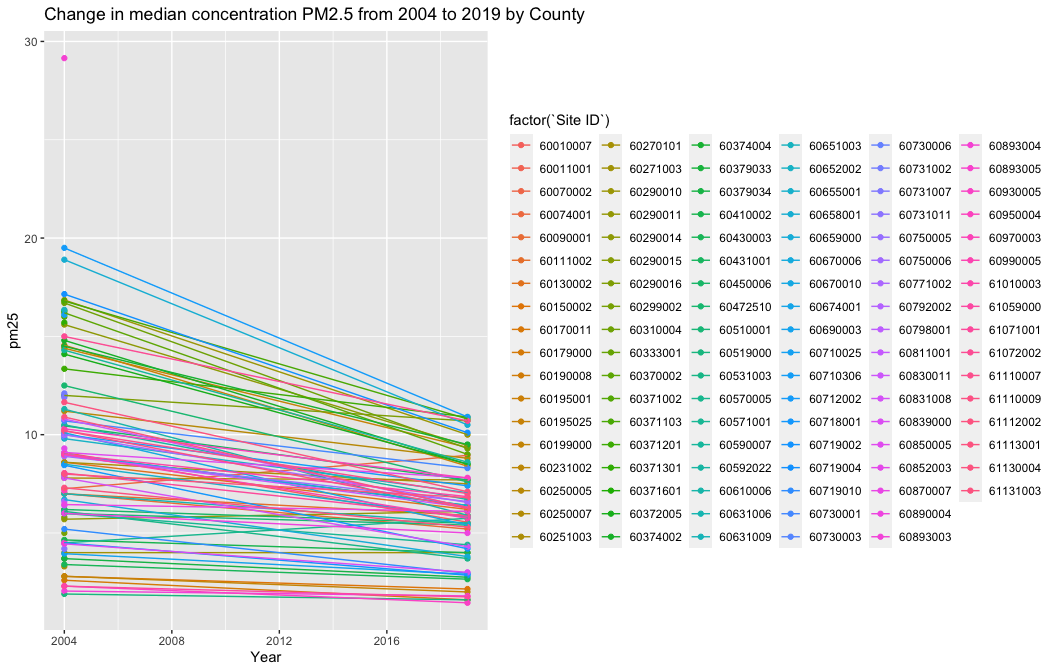 Change in median concentration PM2.5 from 2004 to 2019 by County
30
20
10
pm25
2004 2008 2012 2016
Year
factor(`Site ID`)
60010007 60270101 60374004 60651003 60730006 60893004
60011001 60271003 60379033 60652002 60731002 60893005
60070002 60290010 60379034 60655001 60731007 60930005
60074001 60290011 60410002 60658001 60731011 60950004
60090001 60290014 60430003 60659000 60750005 60970003
60111002 60290015 60431001 60670006 60750006 60990005
60130002 60290016 60450006 60670010 60771002 61010003
60150002 60299002 60472510 60674001 60792002 61059000
60170011 60310004 60510001 60690003 60798001 61071001
60179000 60333001 60519000 60710025 60811001 61072002
60190008 60370002 60531003 60710306 60830011 61110007
60195001 60371002 60570005 60712002 60831008 61110009
60195025 60371103 60571001 60718001 60839000 61112002
60199000 60371201 60590007 60719002 60850005 61113001
60231002 60371301 60592022 60719004 60852003 61130004
60250005 60371601 60610006 60719010 60870007 61131003
60250007 60372005 60631006 60730001 60890004
60251003 60374002 60631009 60730003 60893003